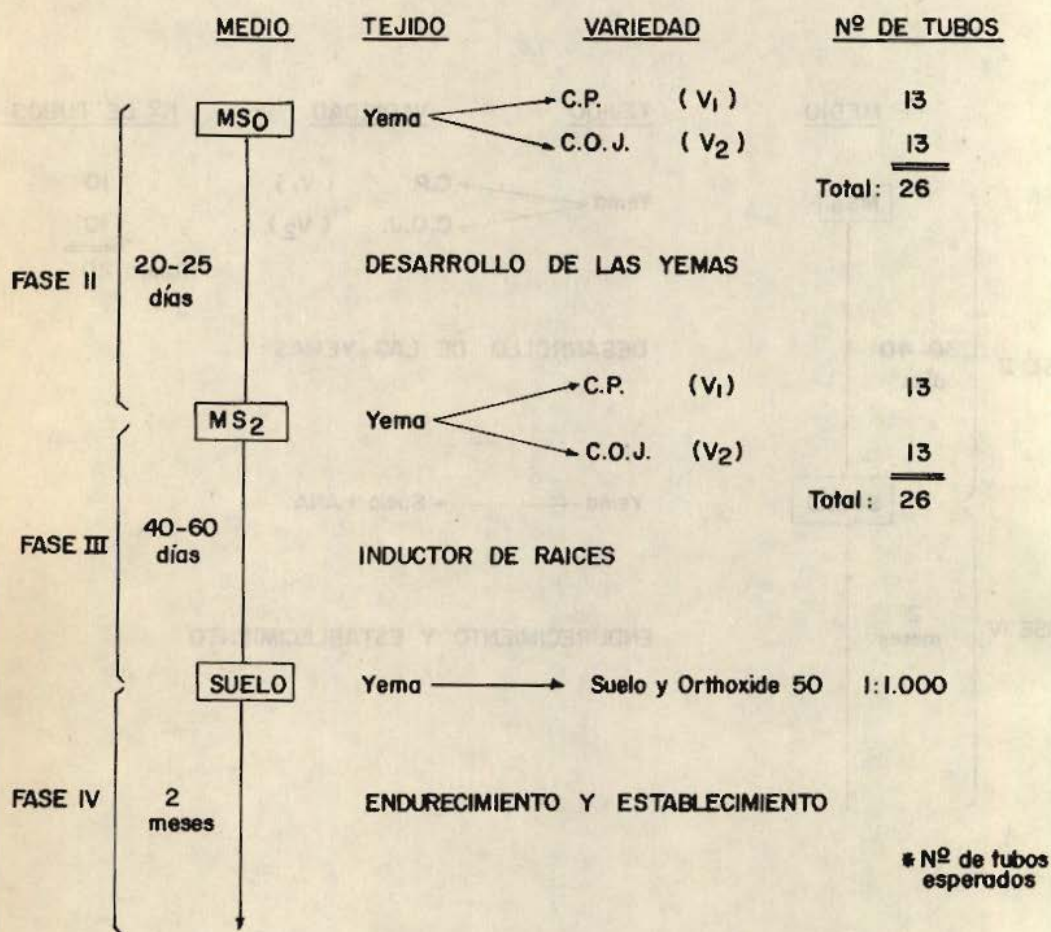 MEDIO TEJIDO VARIEDAD Nº DE TUBOS
MS0 Yema C.P. (V1) 13
C.O.J. (V2) 13
Total: 26
FASE II 20-25 días DESARROLLO DE LAS YEMAS
MS2 Yema C.P. (V1) 13
C.O.J. (V2) 13
Total: 26
FASE III 40-60 días INDUCTOR DE RAICES
SUELO Yema Suelo y Orthoxide 50 1:1.000
FASE IV 2 meses ENDURECIMIENTO Y ESTABLECIMIENTO
* Nº de tubos
esperados